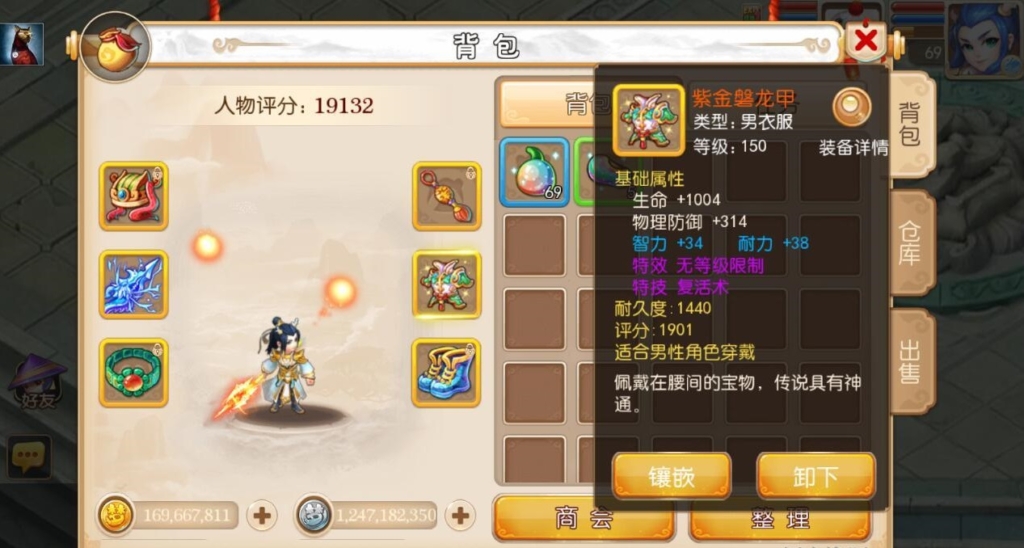 背包
69
人物评分：19132
背包
69
紫金磐龙甲
类型：男衣服
等级：150
装备详情
基础属性
生命 +1004
物理防御 +314
智力 +34 耐力 +38
特效 无等级限制
特技 复活术
耐久度：1440
评分：1901
适合男性角色穿戴
佩戴在腰间的宝物，传说具有神
通。
镶嵌
卸下
背包
仓库
出售
好友
169,667,811
1,247,182,350
商会
整理